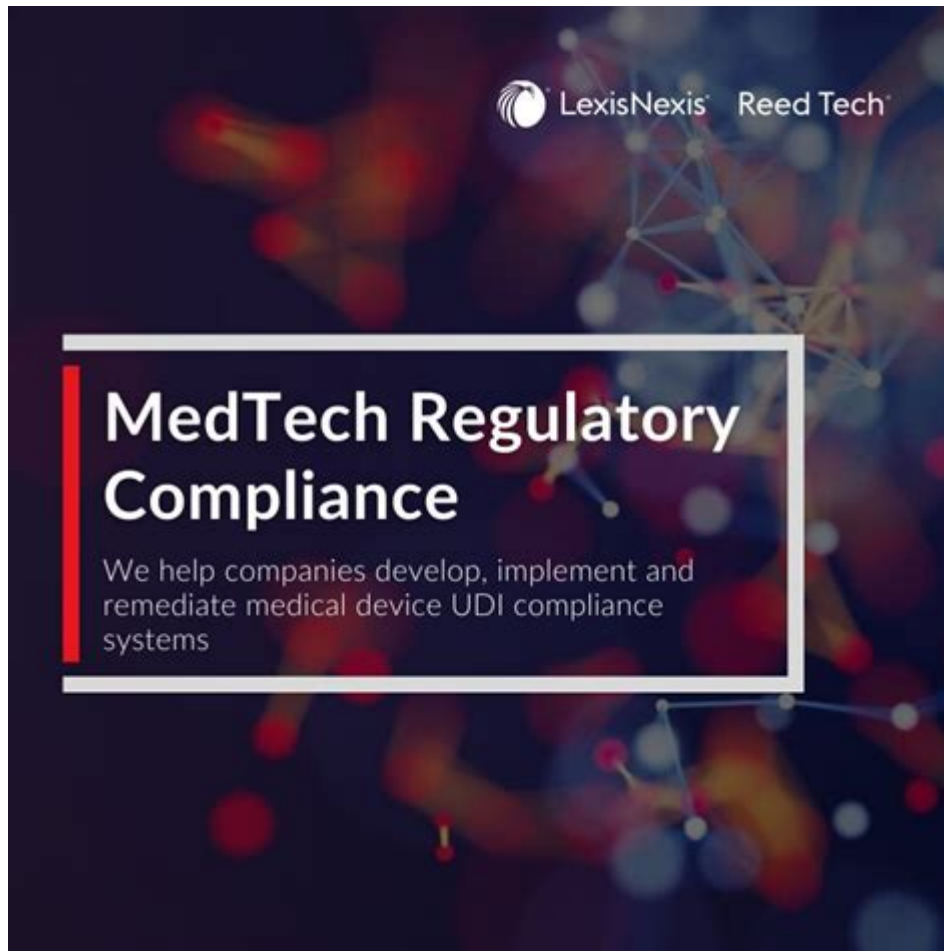 LexisNexis® Reed Tech®
MedTech Regulatory
Compliance
We help companies develop, implement and
remediate medical device UDI compliance
systems